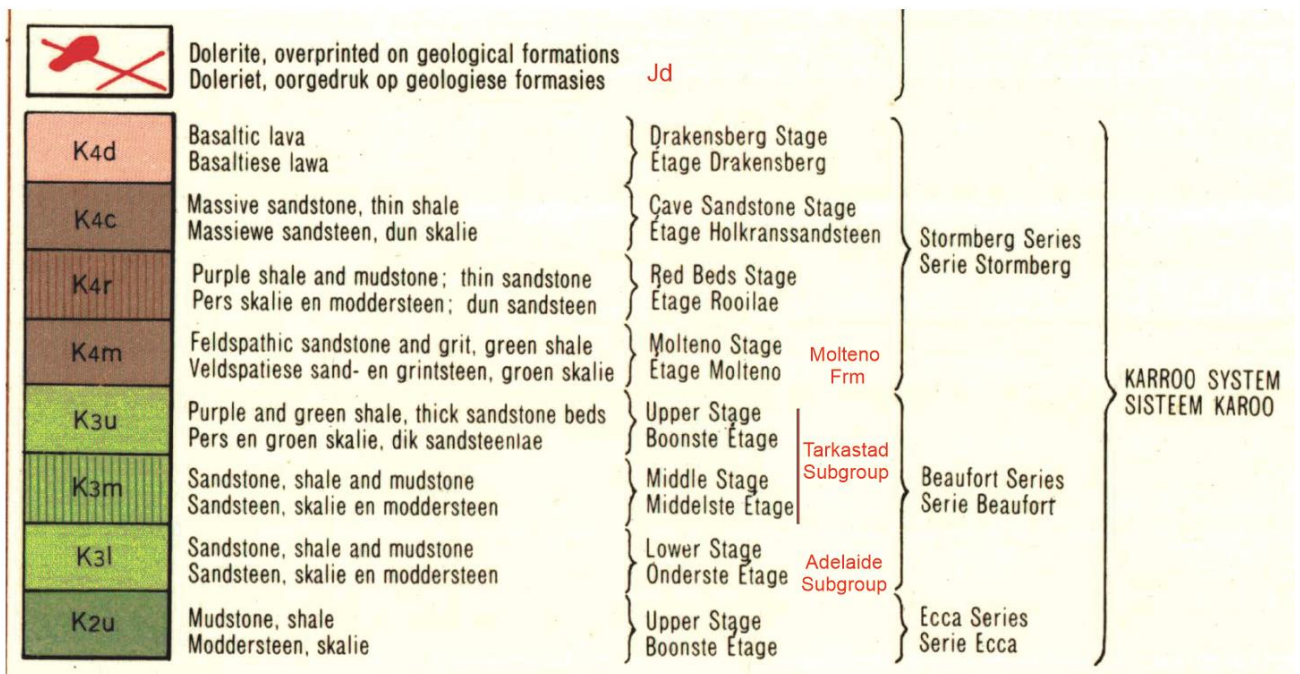 Dolerite, overprinted on geological formations
Doleriet, oorgedruk op geologiese formasies
Jd
K4d
Basaltic lava
Basaltiese lawa
Drakensberg Stage
Étage Drakensberg
K4c
Massive sandstone, thin shale
Massiewe sandsteen, dun skalie
Cave Sandstone Stage
Étage Holkranssandsteen
K4r
Purple shale and mudstone; thin sandstone
Pers skalie en moddersteen; dun sandsteen
Red Beds Stage
Étage Rooilae
K4m
Feldspathic sandstone and grit, green shale
Veldspatiese sand- en grintsteen, groen skalie
Molteno Stage
Étage Molteno
Molteno
Frm
Stormberg Series
Serie Stormberg
K3u
Purple and green shale, thick sandstone beds
Pers en groen skalie, dik sandsteenlae
Upper Stage
Boonste Étage
K3m
Sandstone, shale and mudstone
Sandsteen, skalie en moddersteen
Middle Stage
Middelste Étage
Tarkastad
Subgroup
K3l
Sandstone, shale and mudstone
Sandsteen, skalie en moddersteen
Lower Stage
Onderste Étage
Adelaide
Subgroup
Beaufort Series
Serie Beaufort
K2u
Mudstone, shale
Moddersteen, skalie
Upper Stage
Boonste Étage
Ecca Series
Serie Ecca
KARROO SYSTEM
SISTEEM KAROO